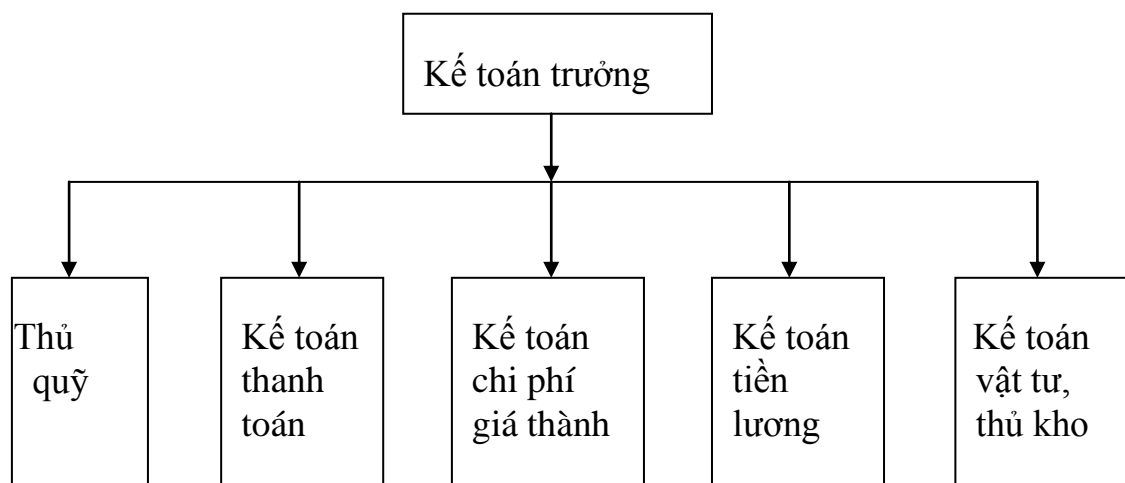 Kế toán trưởng
Thủ
quỹ
Kế toán
thanh
toán
Kế toán
chi phí
giá thành
Kế toán
tiền
lương
Kế toán
vật tư,
thủ kho